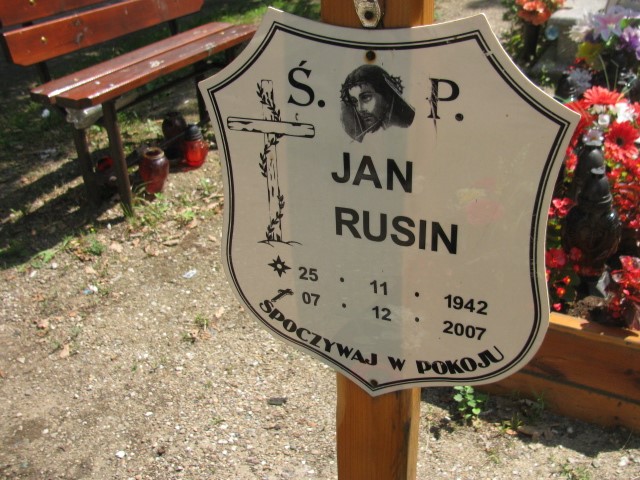 Ś. P.
JAN
RUSIN
25 . 11 . 1942
07 . 12 . 2007
SPOCZYWAJ W POKOJU